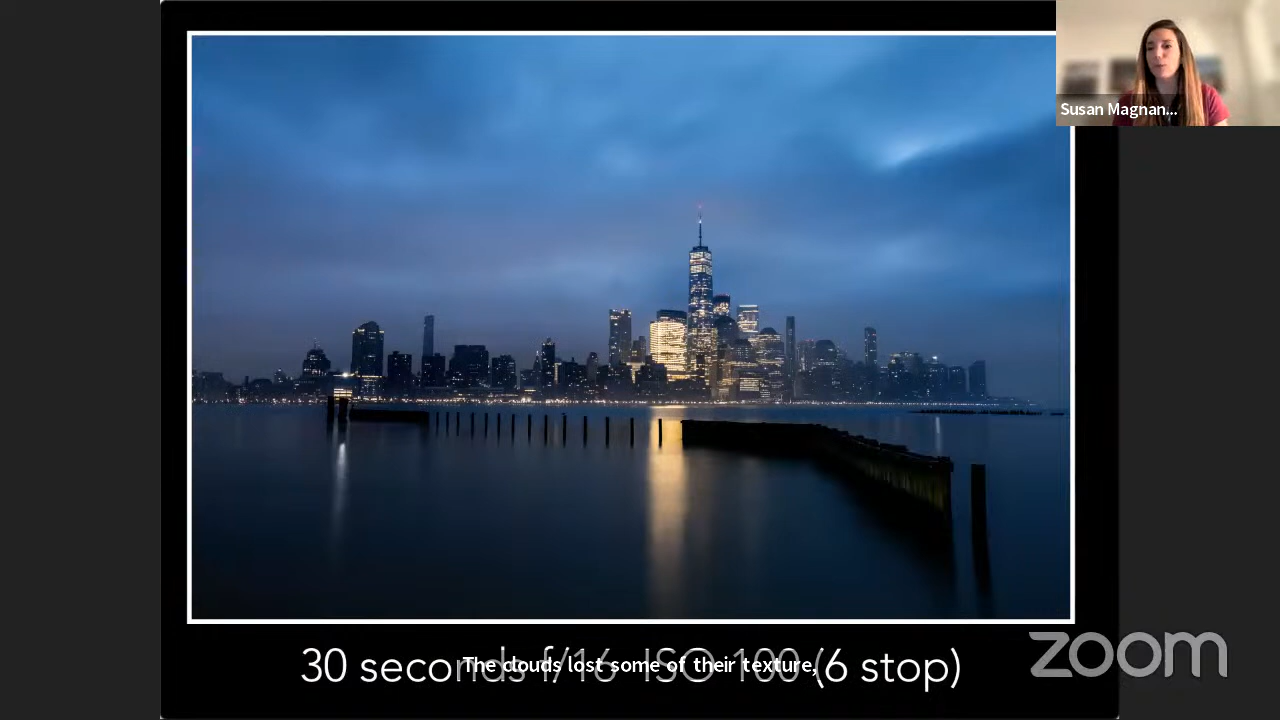 Susan Magnan...
30 seconds f/16 ISO 100 (6 stop)
The clouds lost some of their texture,
zoom